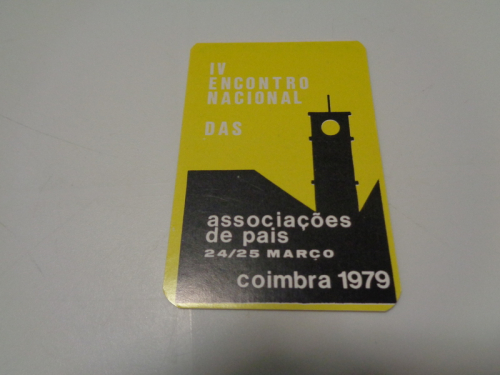 IV
ENCONTRO
NACIONAL
DAS
associações
de pais
24/25 MARÇO
coimbra 1979